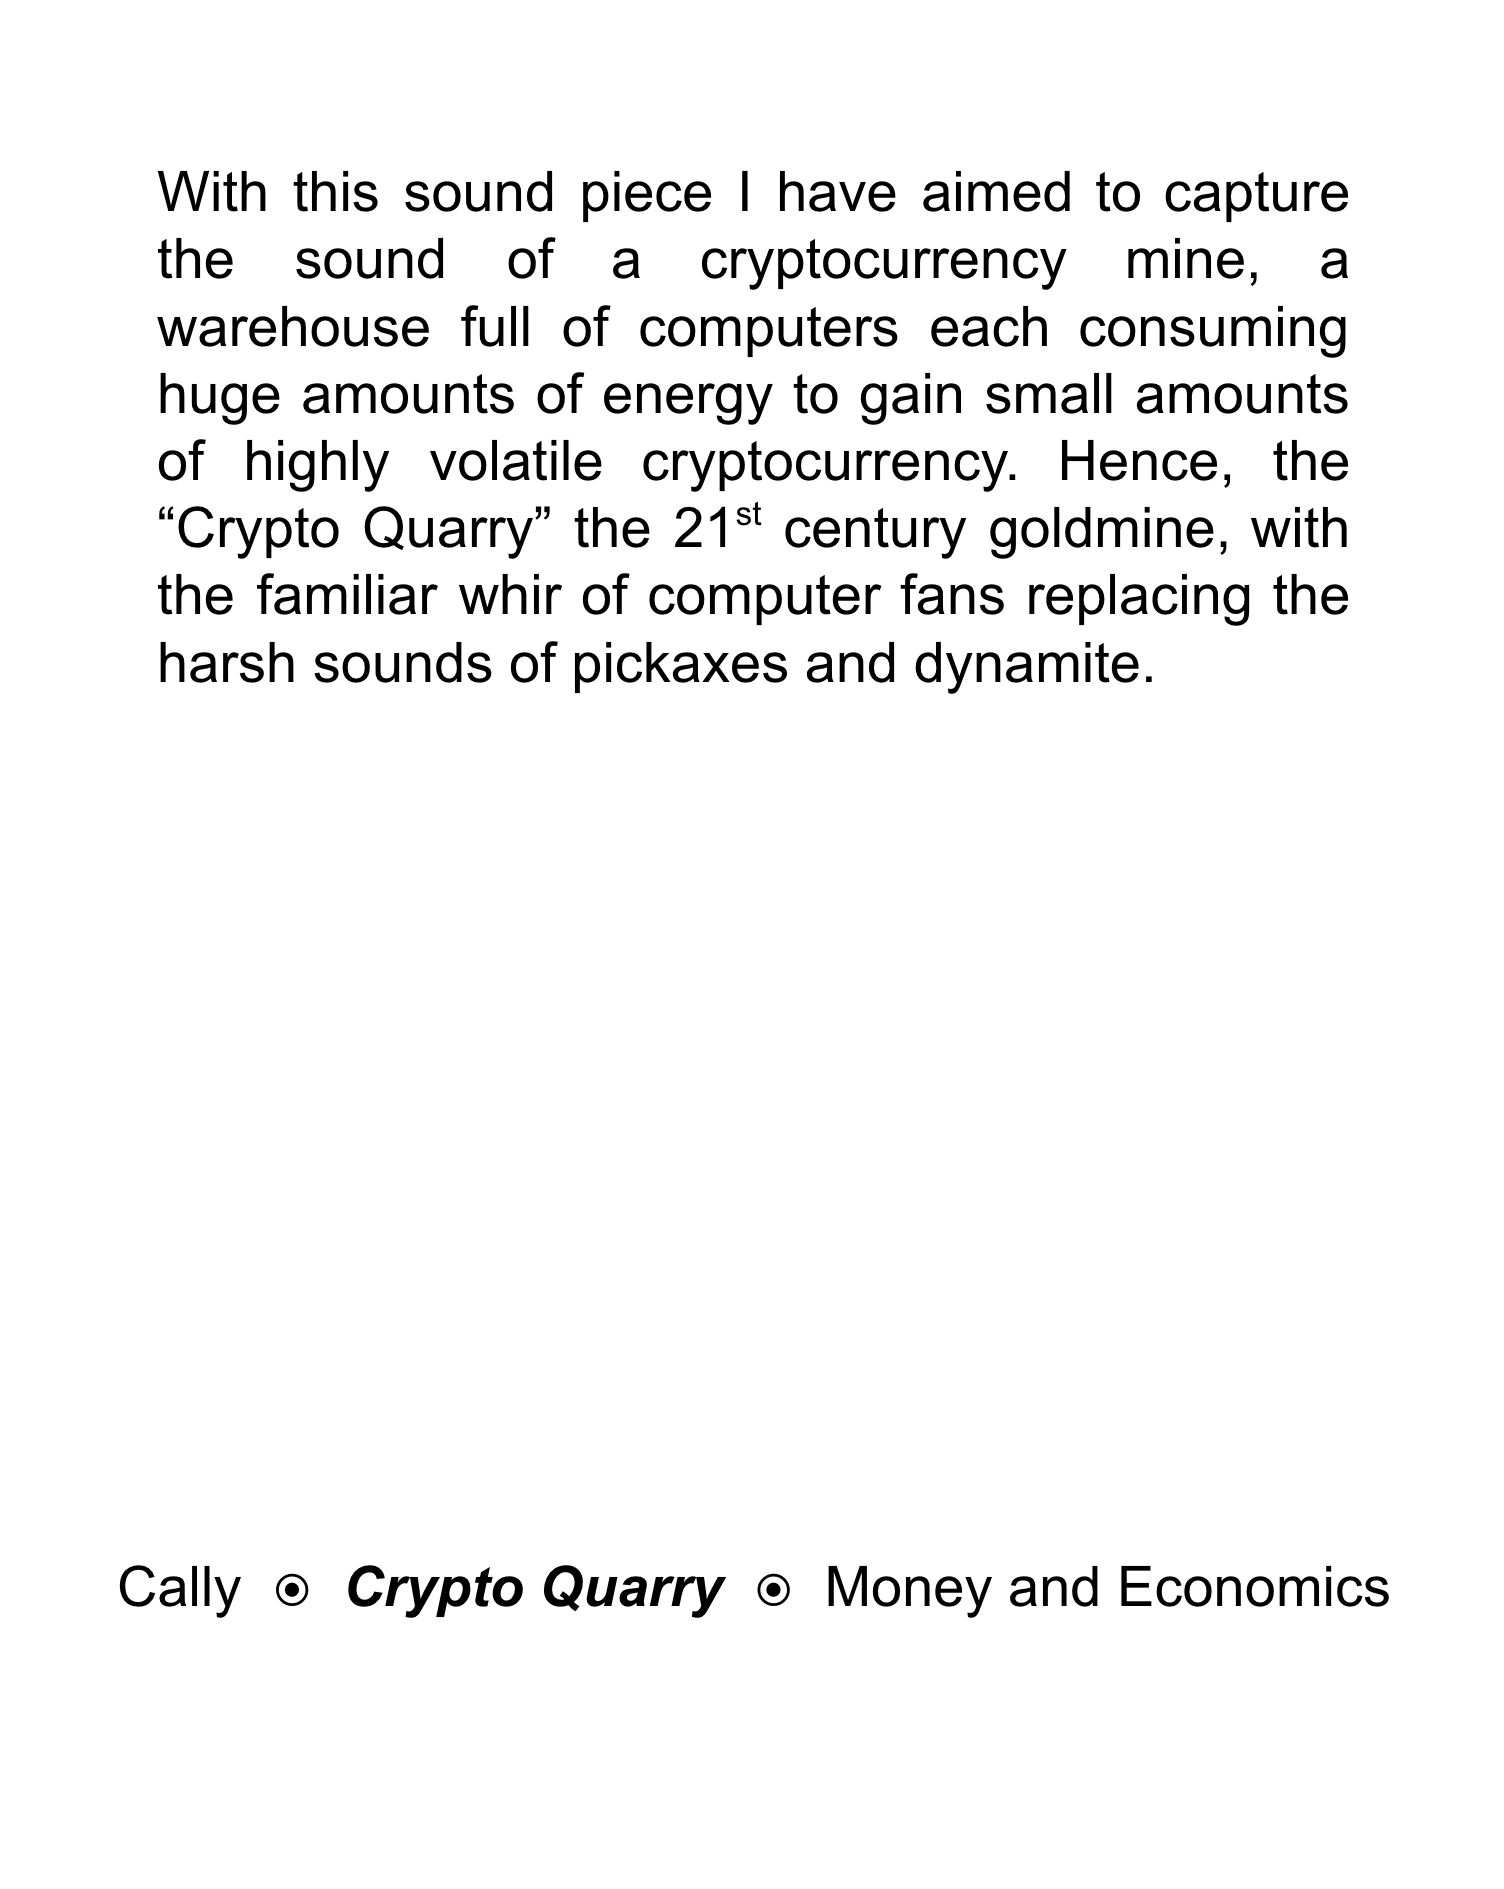 With this sound piece I have aimed to capture
the sound of a cryptocurrency mine, a
warehouse full of computers each consuming
huge amounts of energy to gain small amounts
of highly volatile cryptocurrency. Hence, the
“Crypto Quarry” the 21st century goldmine, with
the familiar whir of computer fans replacing the
harsh sounds of pickaxes and dynamite.
Cally ⦿ Crypto Quarry ⦿ Money and Economics